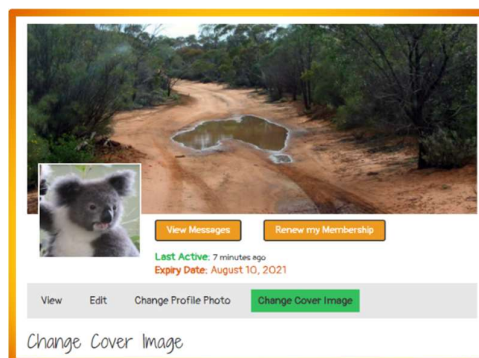 View Messages
Renew my Membership
Last Active: 7 minutes ago
Expiry Date: August 10, 2021
View
Edit
Change Profile Photo
Change Cover Image
Change Cover Image